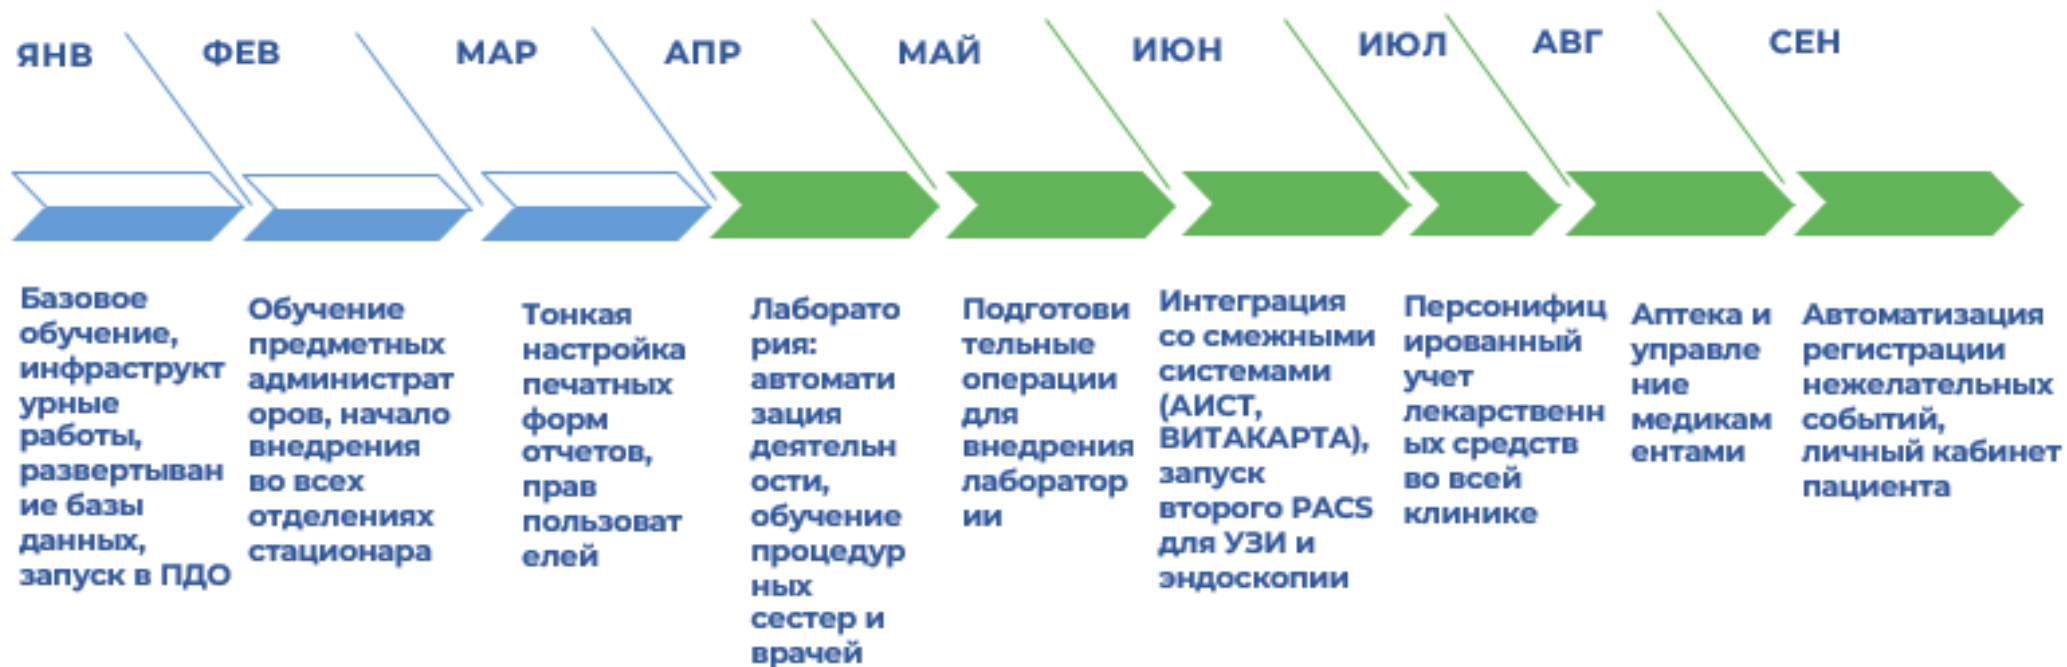 ЯНВ
ФЕВ
МАР
АПР
МАЙ
ИЮН
ИЮЛ
АВГ
СЕН
Базовое
обучение,
инфраструкт
урные
работы,
развертыван
ие базы
данных,
запуск в ПДО
Обучение
предметных
администрат
оров, начало
внедрения
во всех
отделениях
стационара
Тонкая
настройка
печатных
форм
отчетов,
прав
пользоват
елей
Лаборато
рия:
автомати
зация
деятельн
ости,
обучение
процедур
ных
сестер и
врачей
Подготови
тельные
операции
для
внедрения
лаборатор
ии
Интеграция
со смежными
системами
(АИСТ,
ВИТАКАРТА),
запуск
второго PACS
для УЗИ и
эндоскопии
Персонифиц
ированный
учет
лекарственн
ых средств
во всей
клинике
Аптека и
управле
ние
медикам
ентами
Автоматизация
регистрации
нежелательных
событий,
личный кабинет
пациента